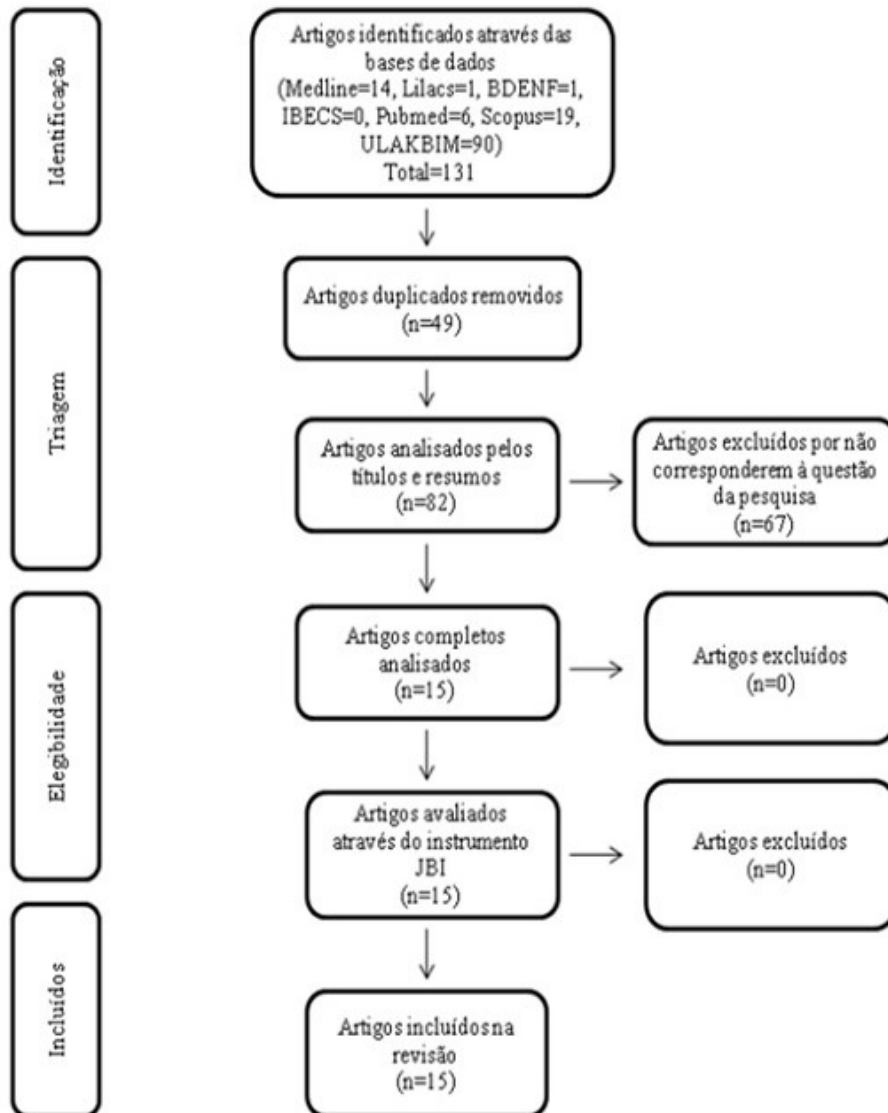 Identificação
Artigos identificados através das
bases de dados
(Medline=14, Lilacs=1, BDENF=1,
IBECS=0, Pubmed=6, Scopus=19,
ULAKBIM=90)
Total=131
Triagem
Artigos duplicados removidos
(n=49)
Artigos analisados pelos
títulos e resumos
(n=82)
Artigos excluídos por não
corresponderem à questão
da pesquisa
(n=67)
Elegibilidade
Artigos completos
analisados
(n=15)
Artigos excluídos
(n=0)
Artigos avaliados
através do instrumento
JBI
(n=15)
Artigos excluídos
(n=0)
Incluídos
Artigos incluídos na
revisão
(n=15)